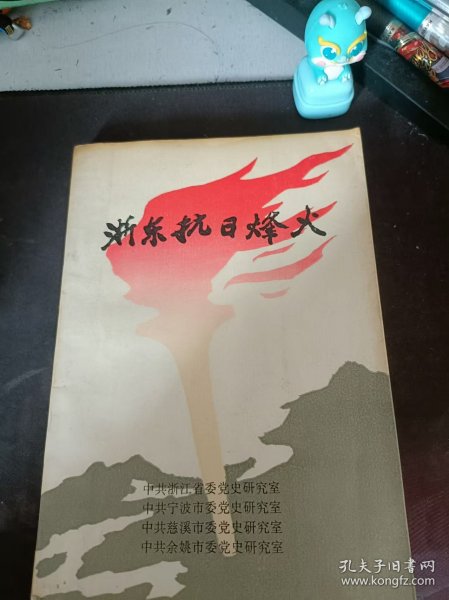 浙东抗日烽火
中共浙江省委党史研究室
中共宁波市委党史研究室
中共慈溪市委党史研究室
中共余姚市委党史研究室
孔夫子旧书网
www.kongfz.com